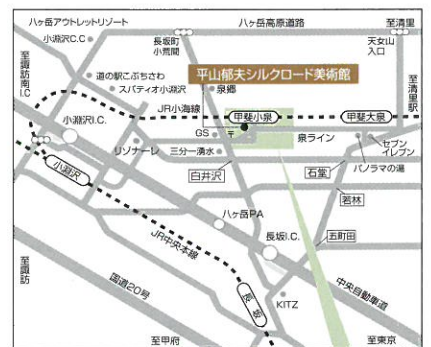 八ヶ岳アウトレットリゾート
八ヶ岳高原道路
至清里
小淵沢C.C
長坂町
小荒間
天女山
入口
至諏訪南I.C
道の駅こぶちさわ
スパティオ小淵沢
泉郷
平山郁夫シルクロード美術館
至清里駅
JR小海線
甲斐小泉
甲斐大泉
小淵沢I.C.
GS
〒
泉ライン
セブン
イレブン
リゾナーレ
三分一湧水
パノラマの湯
小淵沢
白井沢
石堂
若林
八ヶ岳PA
五町田
長坂I.C.
JR中央本線
至諏訪
国道20号
中央自動車道
長坂
KITZ
至甲府
至東京